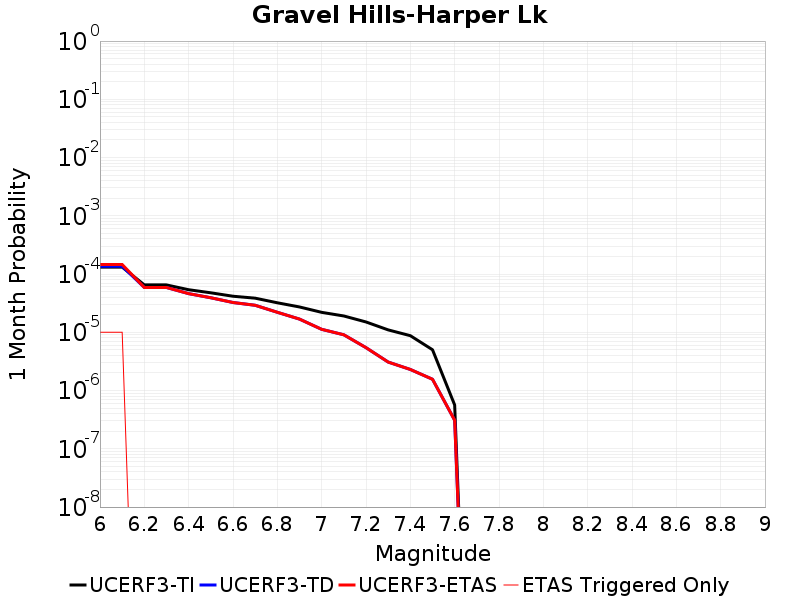 Gravel Hills-Harper Lk
1 Month Probability
10^0
10^-1
10^-2
10^-3
10^-4
10^-5
10^-6
10^-7
10^-8
6 6.2 6.4 6.6 6.8 7 7.2 7.4 7.6 7.8 8 8.2 8.4 8.6 8.8 9
Magnitude
UCERF3-TI UCERF3-TD UCERF3-ETAS ETAS Triggered Only